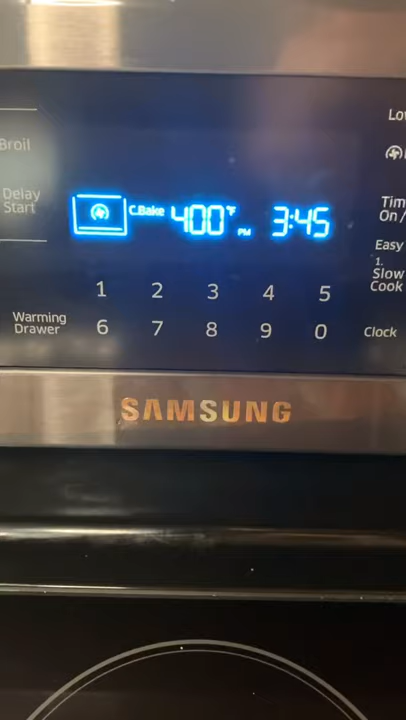 Lo
Broil
Delay
Start
C.Bake 400°F PM 3:45
Tim
On /
Easy
1.
Slow
Cook
1 2 3 4 5
Warming
Drawer
6 7 8 9 0
Clock
SAMSUNG